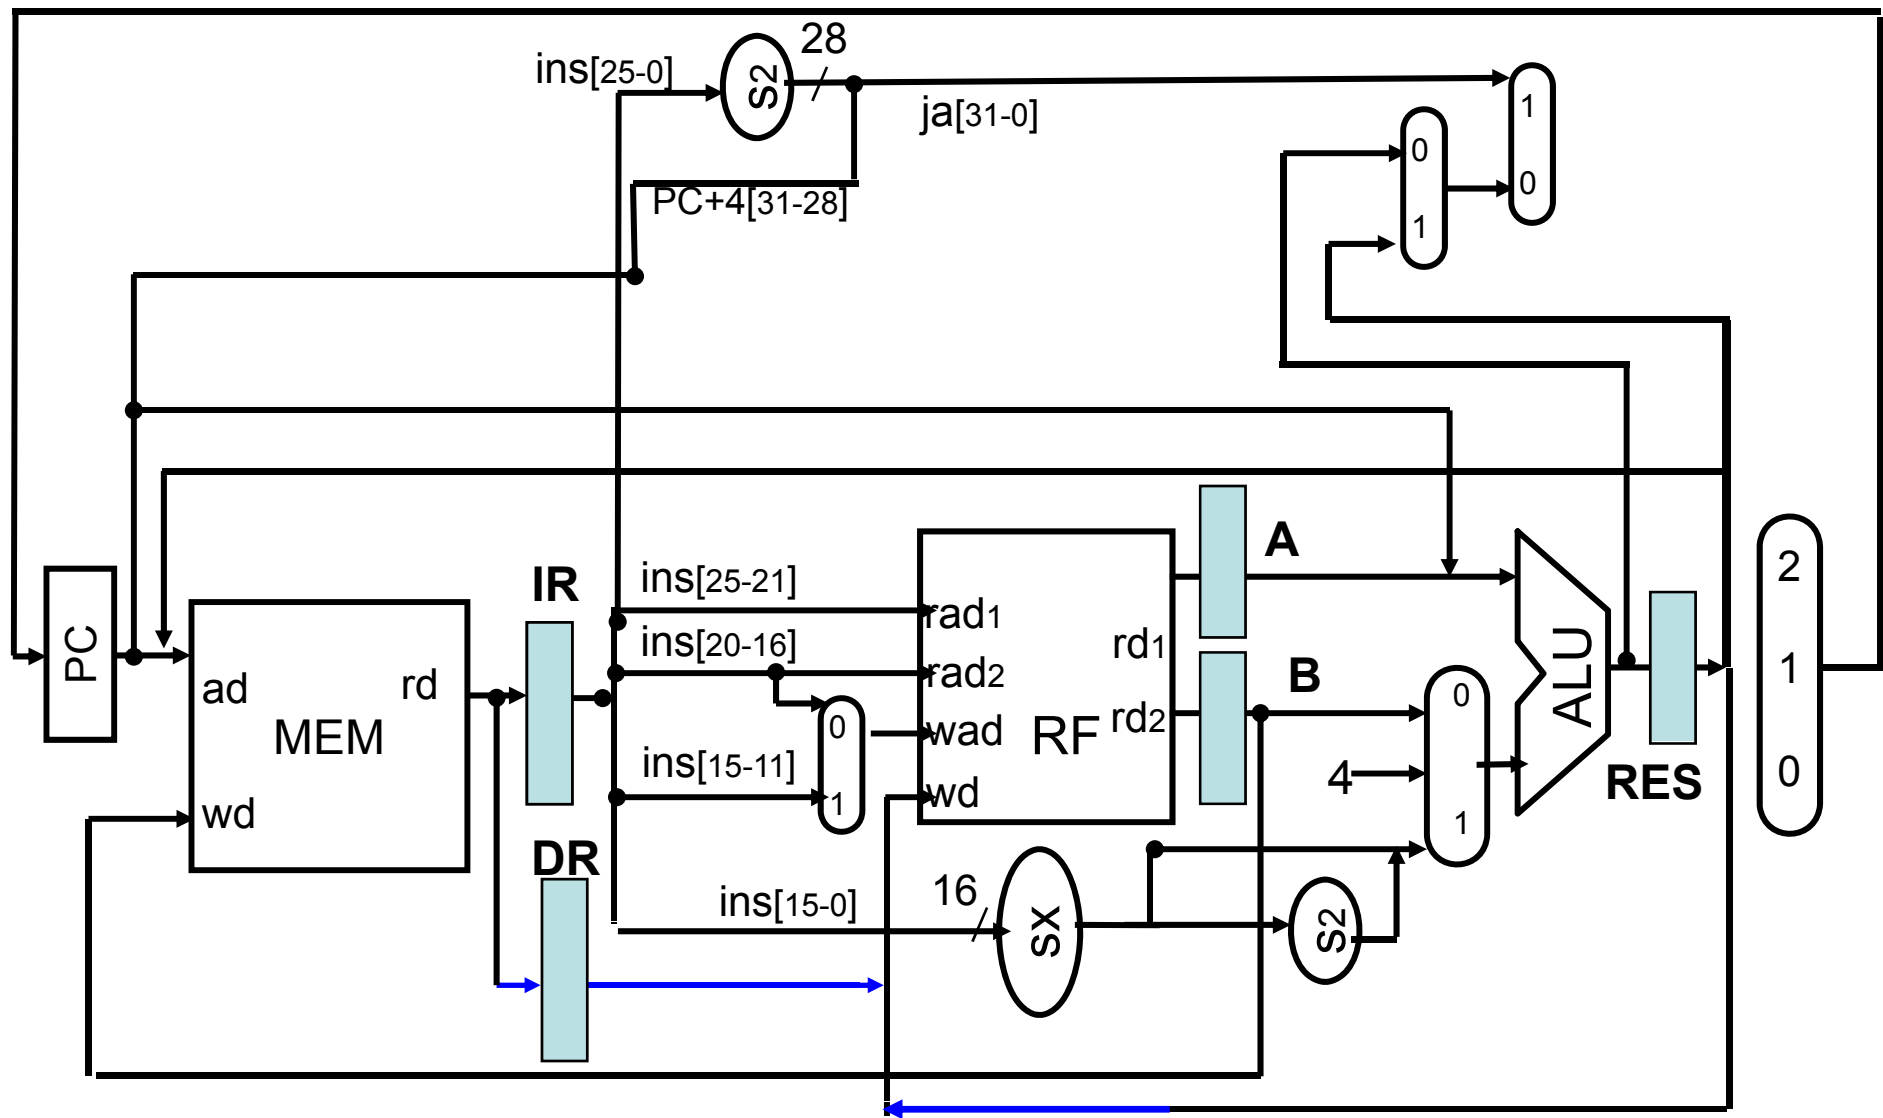 28
ins[25-0]
s2
ja[31-0]
1
0
0
1
PC+4[31-28]
PC
ad
rd
MEM
wd
IR
DR
ins[25-21]
ins[20-16]
ins[15-11]
ins[15-0]
0
1
16
rad1
rad2
wad
wd
rd1
rd2
RF
A
B
4
0
1
sx
s2
ALU
RES
2
1
0